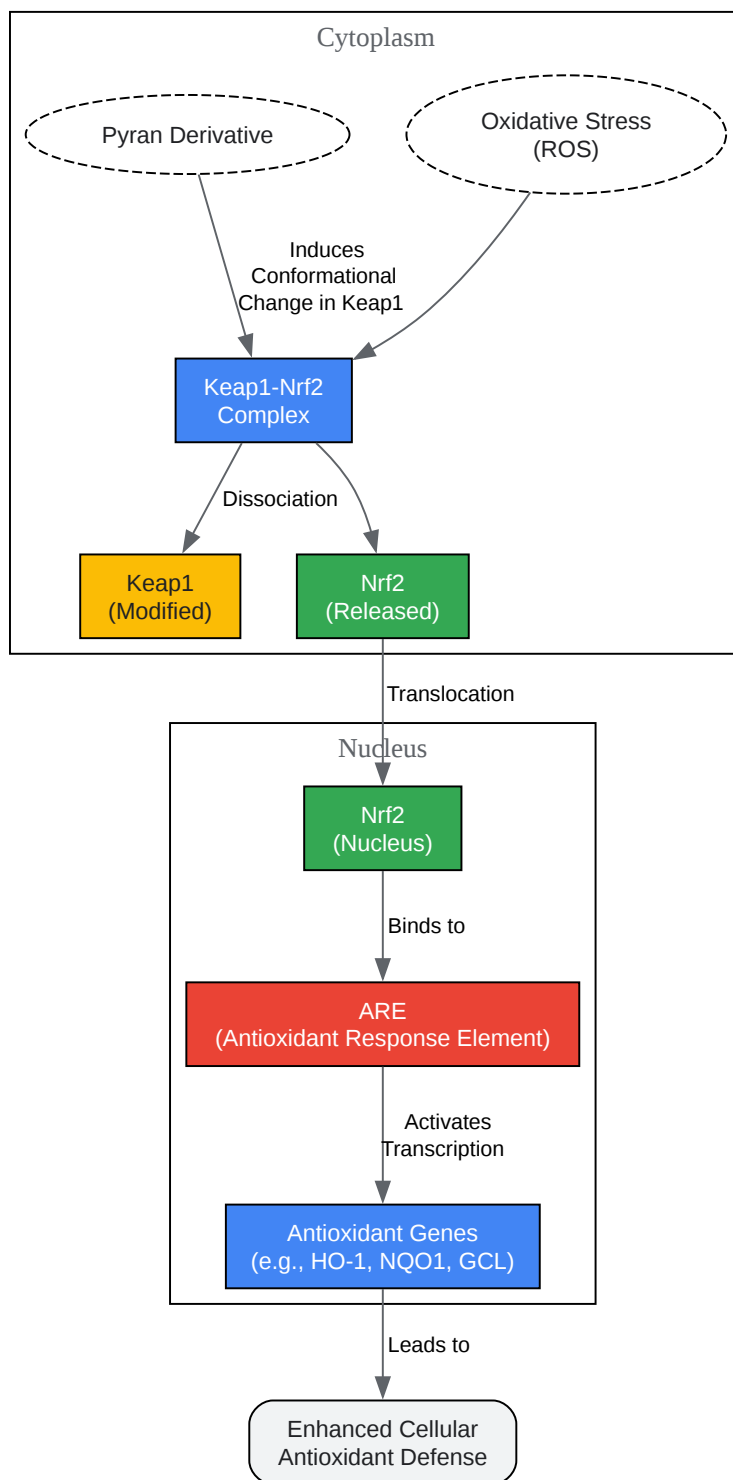 Cytoplasm
Pyran Derivative
Oxidative Stress
(ROS)
Induces
Conformational
Change in Keap1
Keap1-Nrf2
Complex
Dissociation
Keap1
(Modified)
Nrf2
(Released)
Translocation
Nucleus
Nrf2
(Nucleus)
Binds to
ARE
(Antioxidant Response Element)
Activates
Transcription
Antioxidant Genes
(e.g., HO-1, NQO1, GCL)
Leads to
Enhanced Cellular
Antioxidant Defense